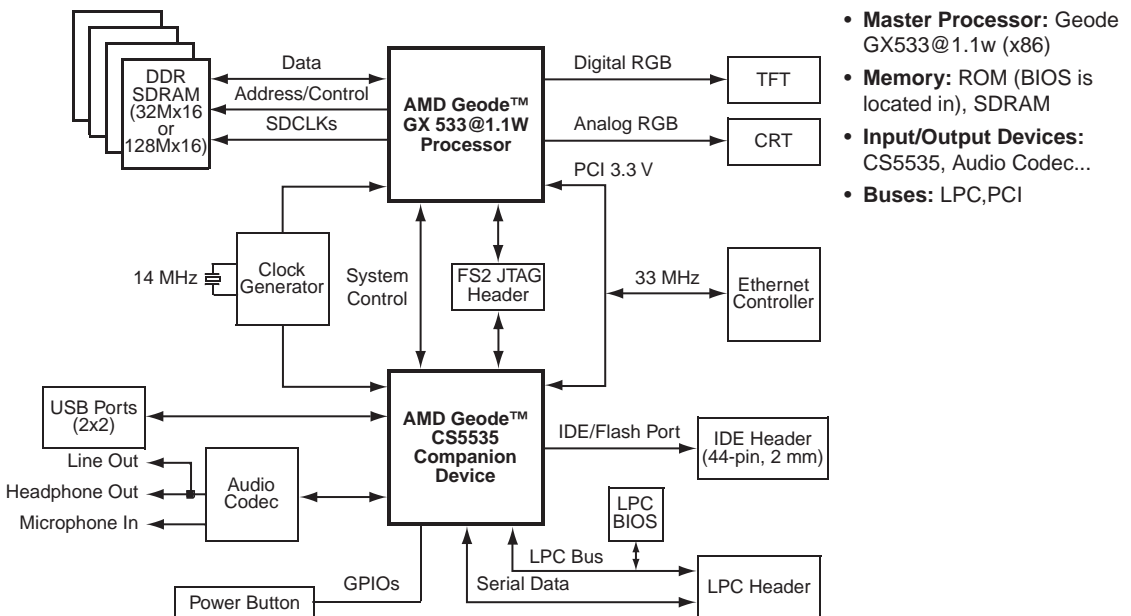 DDR
SDRAM
(32Mx16
or
128Mx16)
Data
Address/Control
SDCLKs
AMD Geode™
GX 533@1.1W
Processor
Digital RGB
TFT
Analog RGB
CRT
PCI 3.3 V
14 MHz
Clock
Generator
System
Control
FS2 JTAG
Header
33 MHz
Ethernet
Controller
USB Ports
(2x2)
AMD Geode™
CS5535
Companion
Device
IDE/Flash Port
IDE Header
(44-pin, 2 mm)
Line Out
Headphone Out
Microphone In
Audio
Codec
LPC
BIOS
LPC Bus
GPIOs
Serial Data
LPC Header
Power Button
• Master Processor: Geode
GX533@1.1w (x86)
• Memory: ROM (BIOS is
located in), SDRAM
• Input/Output Devices:
CS5535, Audio Codec...
• Buses: LPC,PCI